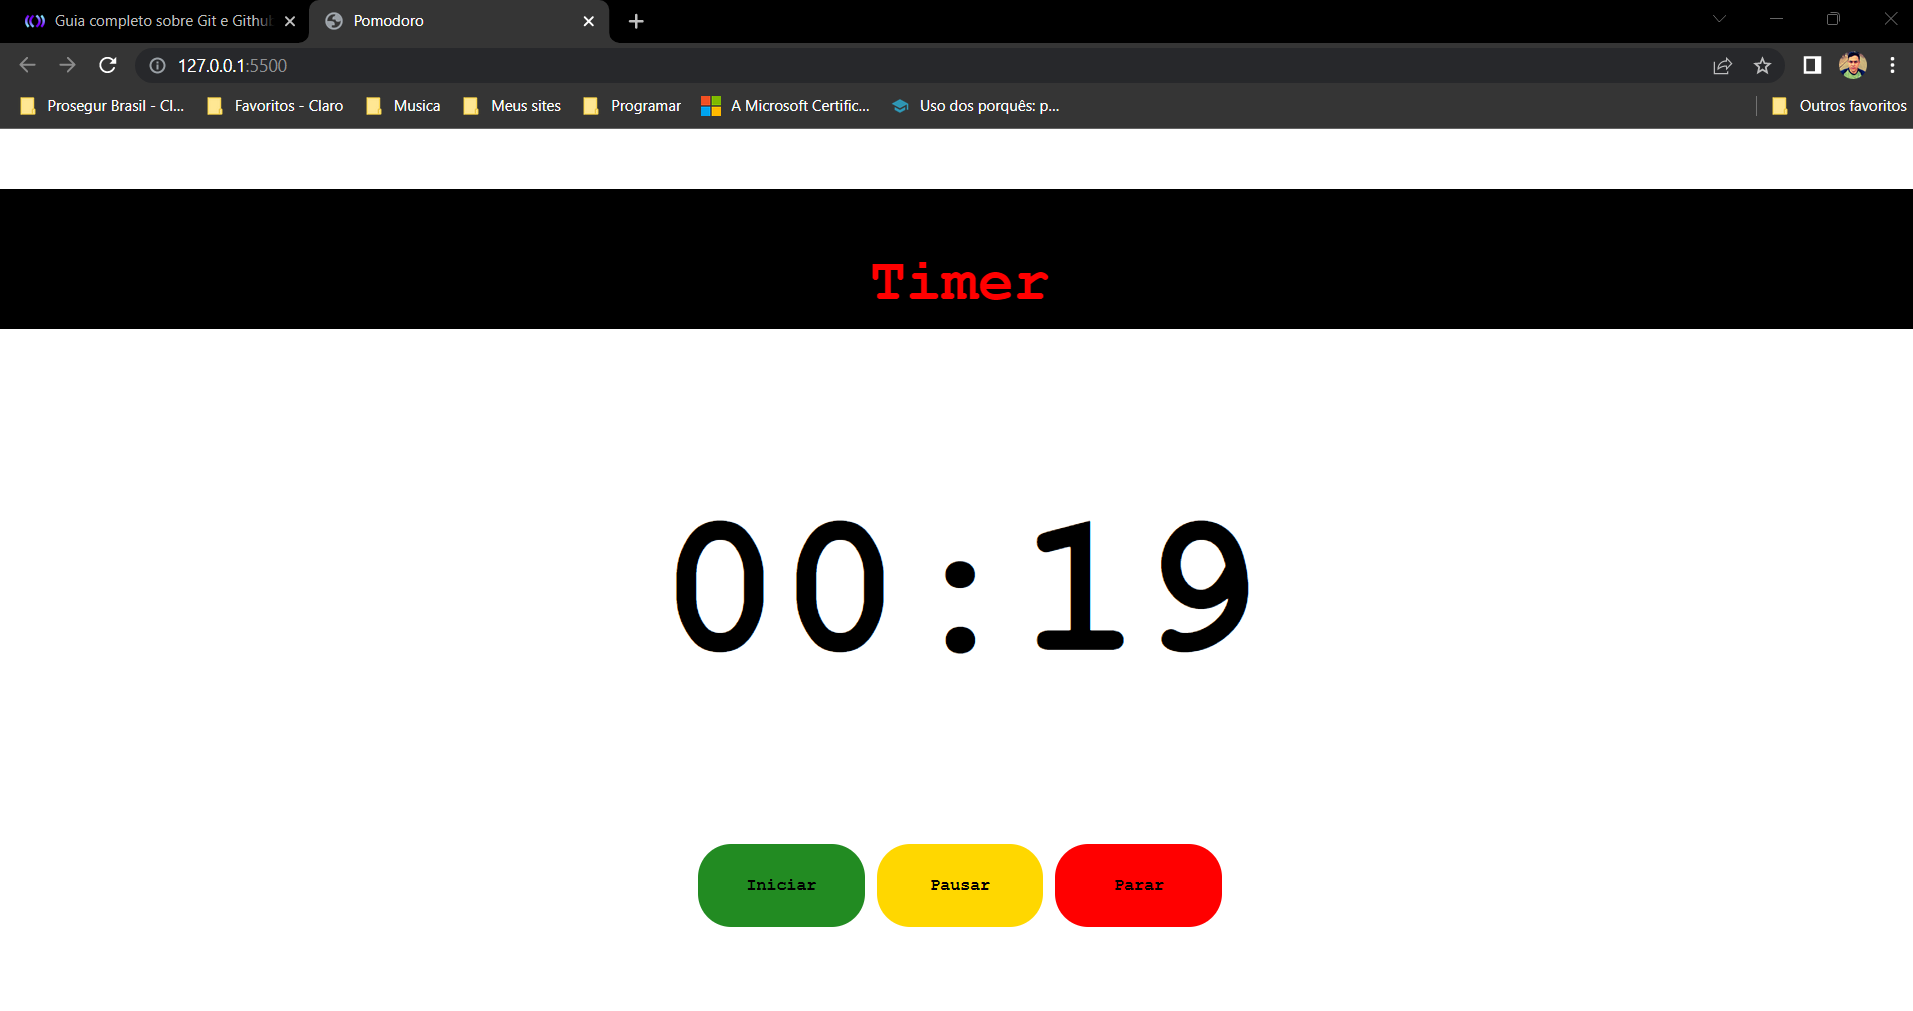 Guia completo sobre Git e Github
Pomodoro
127.0.0.1:5500
Prosegur Brasil - Cl...
Favoritos - Claro
Musica
Meus sites
Programar
A Microsoft Certific...
Uso dos porquês: p...
Outros favoritos
Timer
00:19
Iniciar
Pausar
Parar